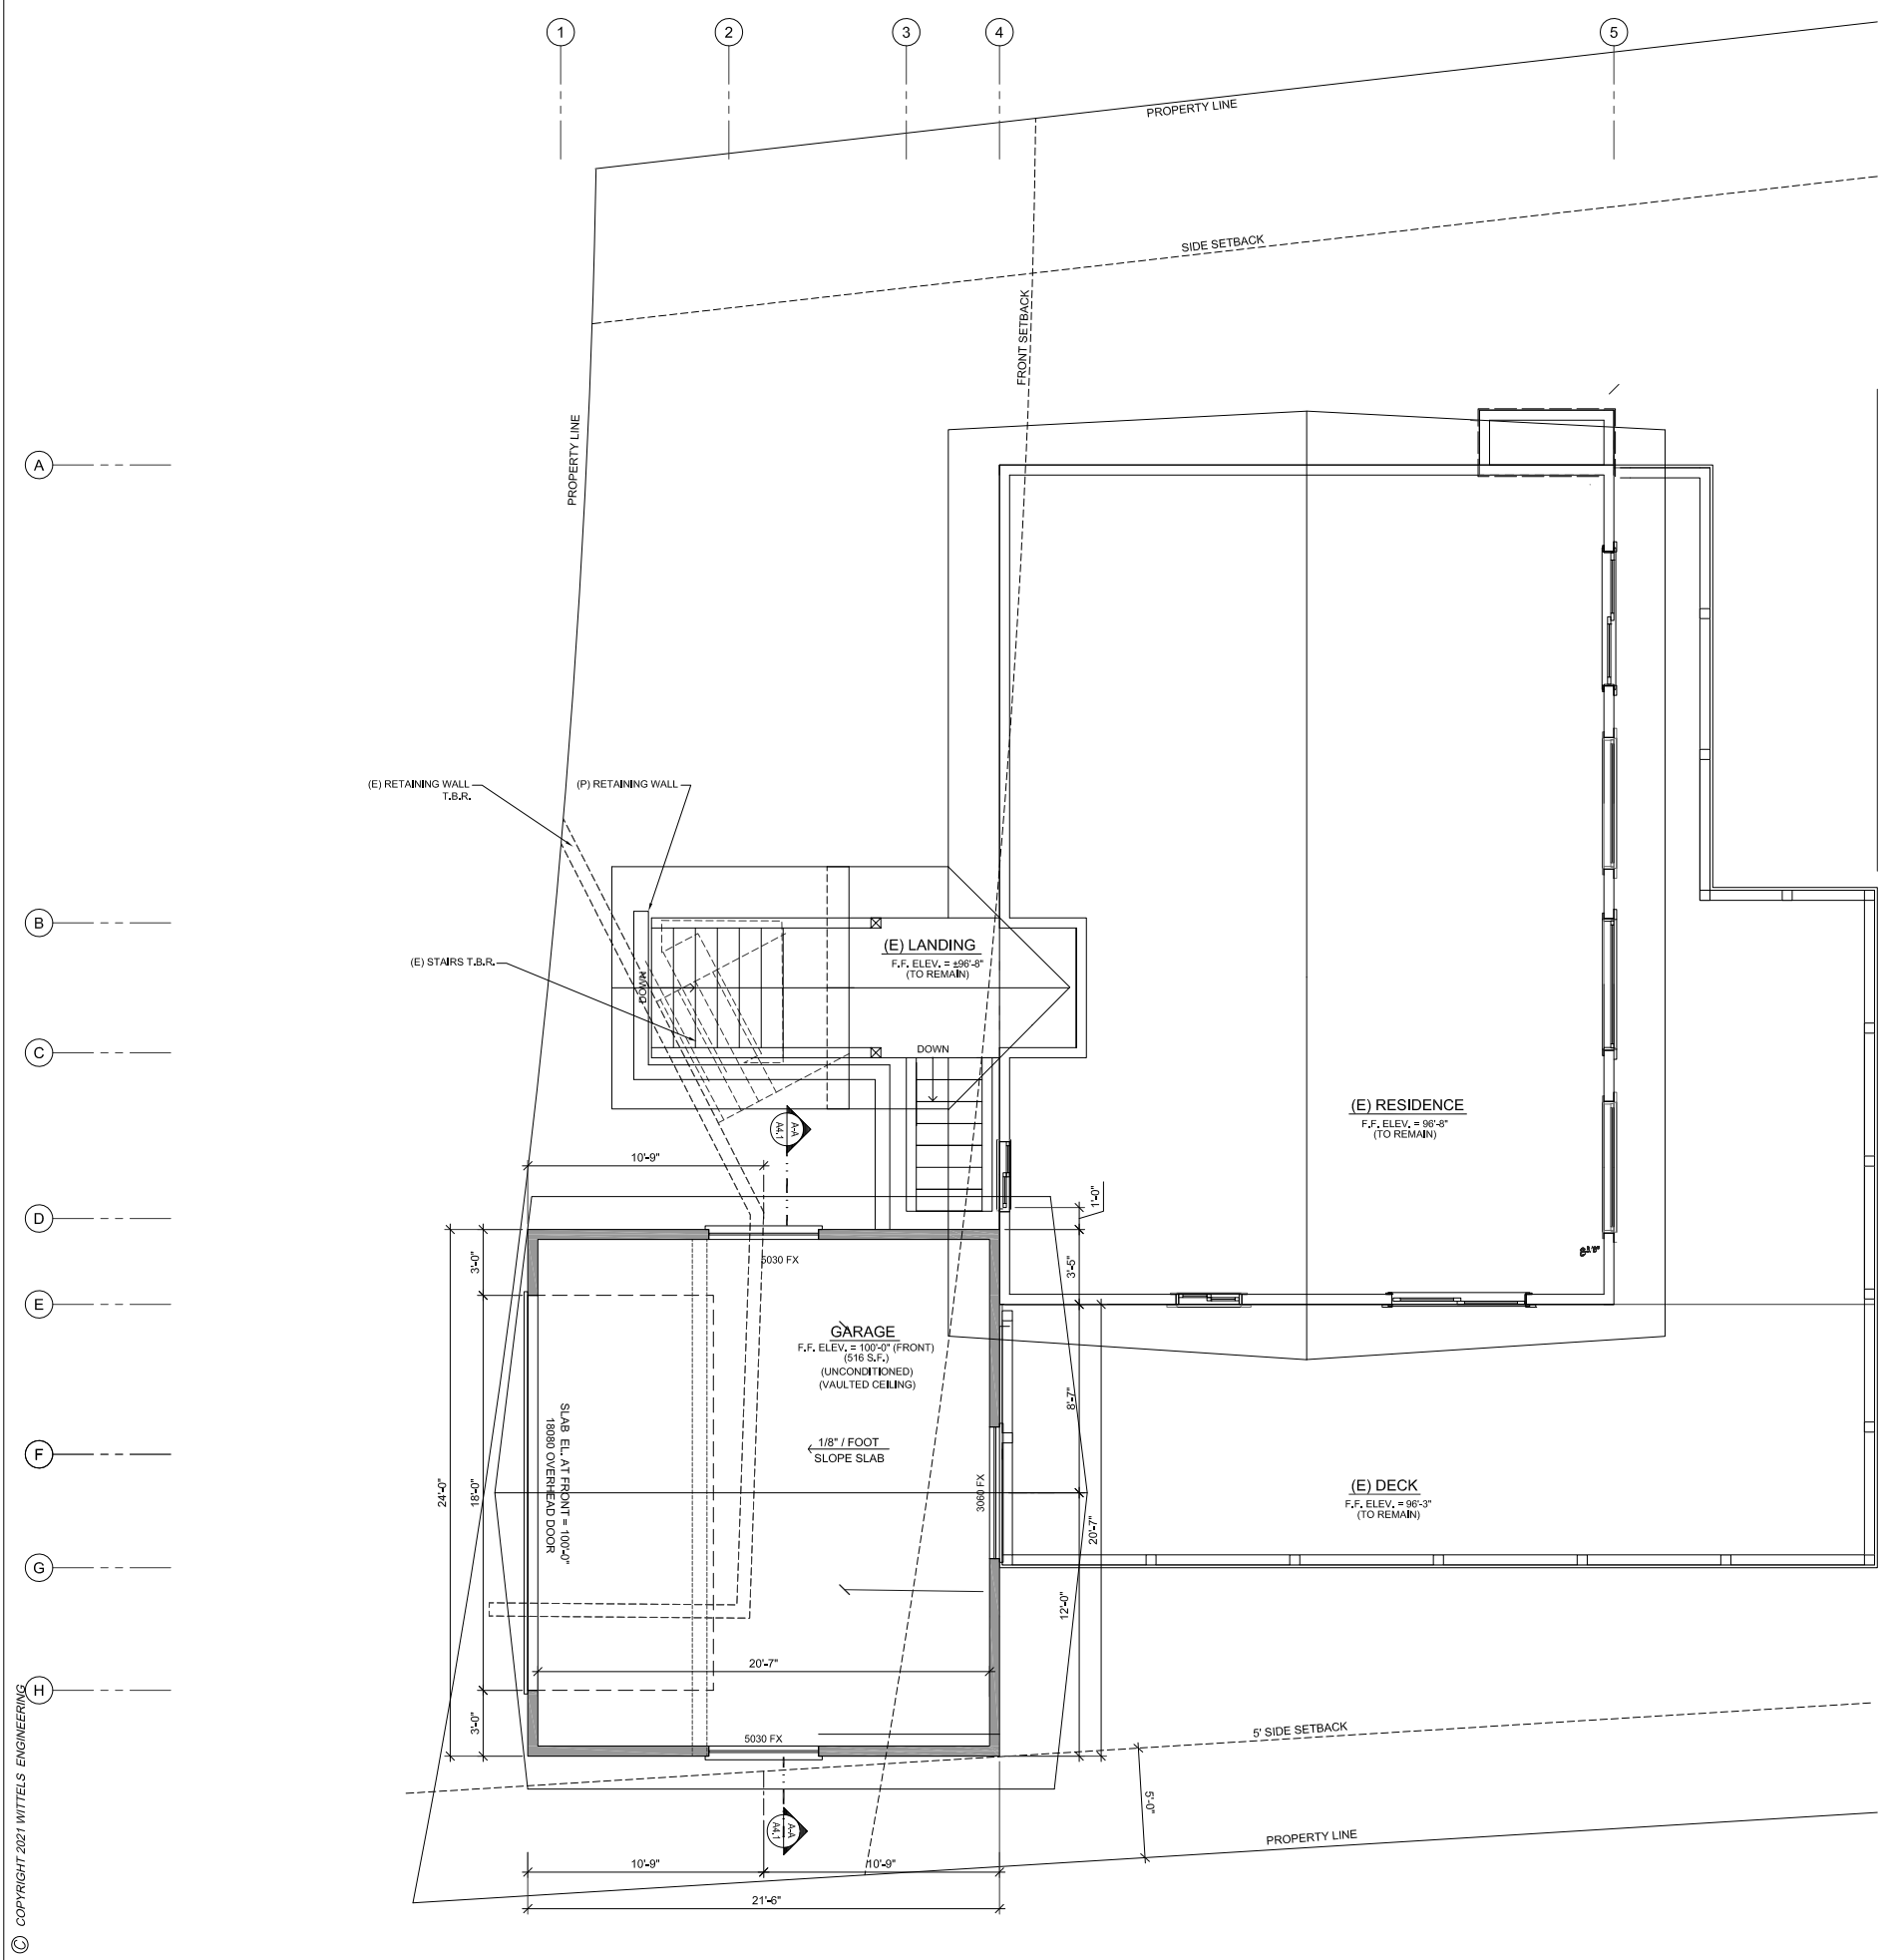 1
2
3
4
5
PROPERTY LINE
SIDE SETBACK
FRONT SETBACK
PROPERTY LINE
A
(E) RETAINING WALL
T.B.R.
(P) RETAINING WALL
B
(E) LANDING
F.F. ELEV. = ±96'-8"
(TO REMAIN)
(E) STAIRS T.B.R.
DOWN
C
DOWN
(E) RESIDENCE
F.F. ELEV. = 96'-8"
(TO REMAIN)
A-A
A4.1
10'-9"
1'-0"
D
3'-0"
5030 FX
3'-5"
E
GARAGE
F.F. ELEV. = 100'-0" (FRONT)
(516 S.F.)
(UNCONDITIONED)
(VAULTED CEILING)
8'-7"
SLAB EL. AT FRONT = 100'-0"
18080 OVERHEAD DOOR
F
1/8" / FOOT
SLOPE SLAB
24'-0"
18'-0"
3060 FX
(E) DECK
F.F. ELEV. = 96'-3"
(TO REMAIN)
20'-7"
G
12'-0"
20'-7"
H
3'-0"
5030 FX
5' SIDE SETBACK
5'-0"
A-A
A4.1
PROPERTY LINE
10'-9"
10'-9"
21'-6"
© COPYRIGHT 2021 WITTELS ENGINEERING